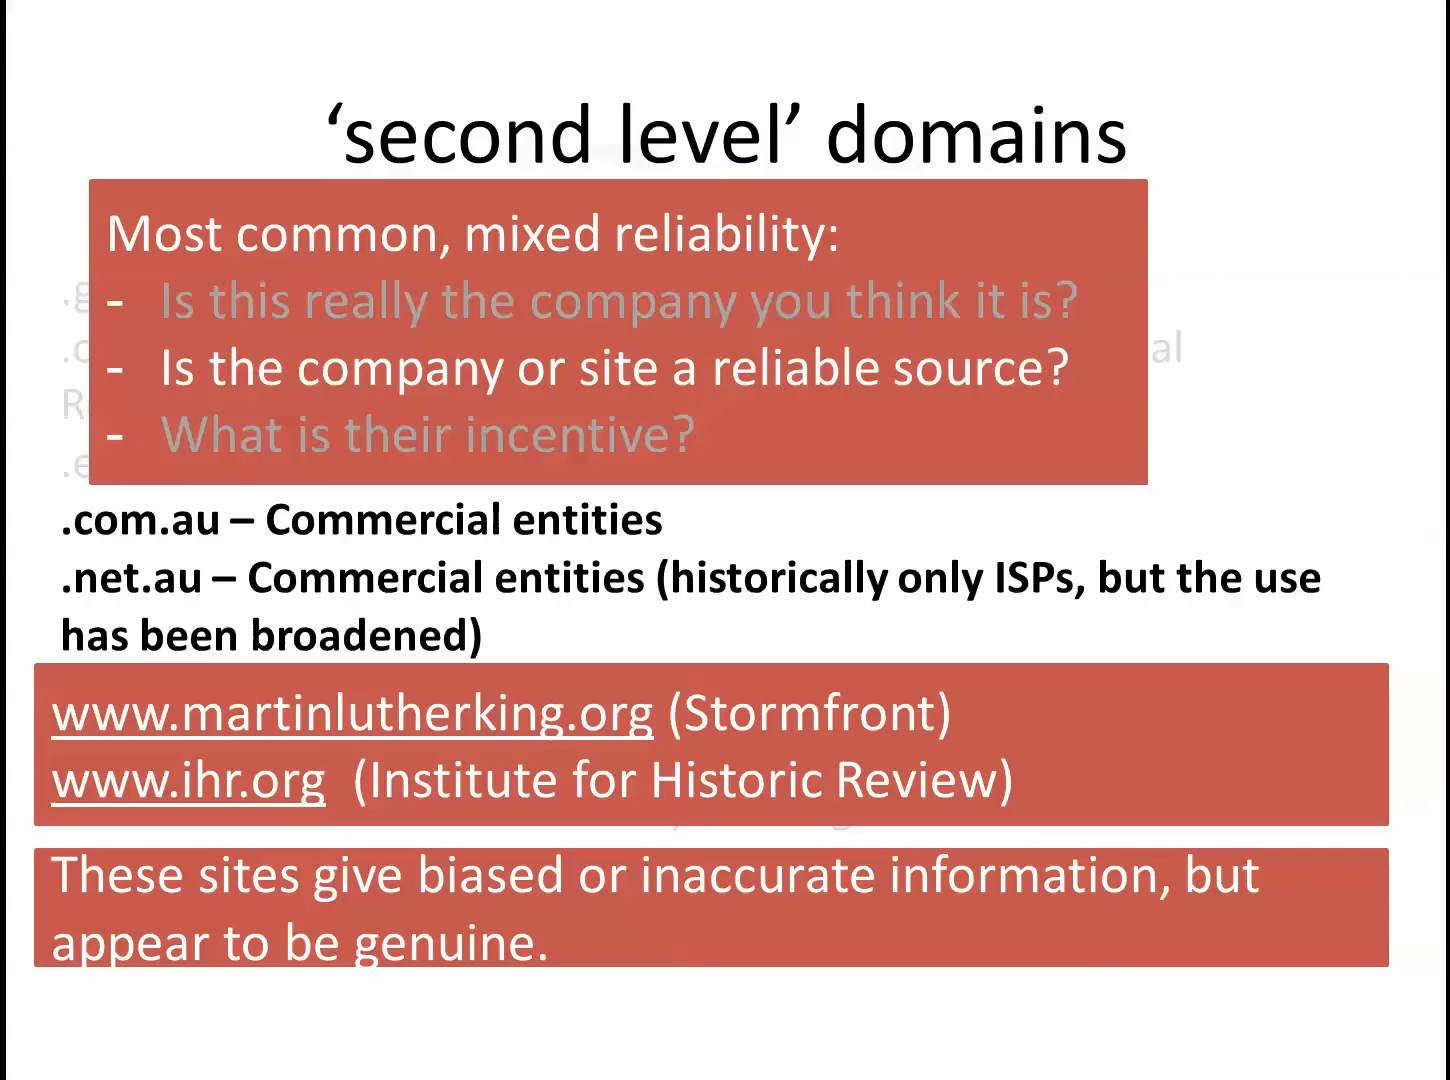 ‘second level’ domains
Most common, mixed reliability:
- Is this really the company you think it is?
- Is the company or site a reliable source?
- What is their incentive?
.com.au – Commercial entities
.net.au – Commercial entities (historically only ISPs, but the use
has been broadened)
www.martinlutherking.org (Stormfront)
www.ihr.org (Institute for Historic Review)
These sites give biased or inaccurate information, but
appear to be genuine.